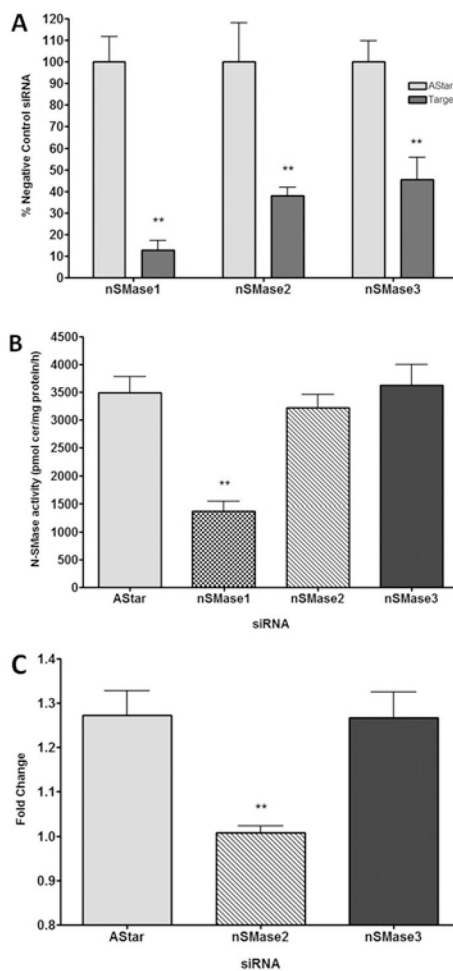 A
% Negative Control siRNA
120
110
100
90
80
70
60
50
40
30
20
10
0
AStar
Targe
**
**
**
nSMase1
nSMase2
nSMase3
B
N-SMase activity (pmol cer/mg protein/h)
4500
4000
3500
3000
2500
2000
1500
1000
500
0
**
AStar
nSMase1
nSMase2
nSMase3
siRNA
C
Fold Change
1.4
1.3
1.2
1.1
1.0
0.9
0.8
**
AStar
nSMase2
nSMase3
siRNA